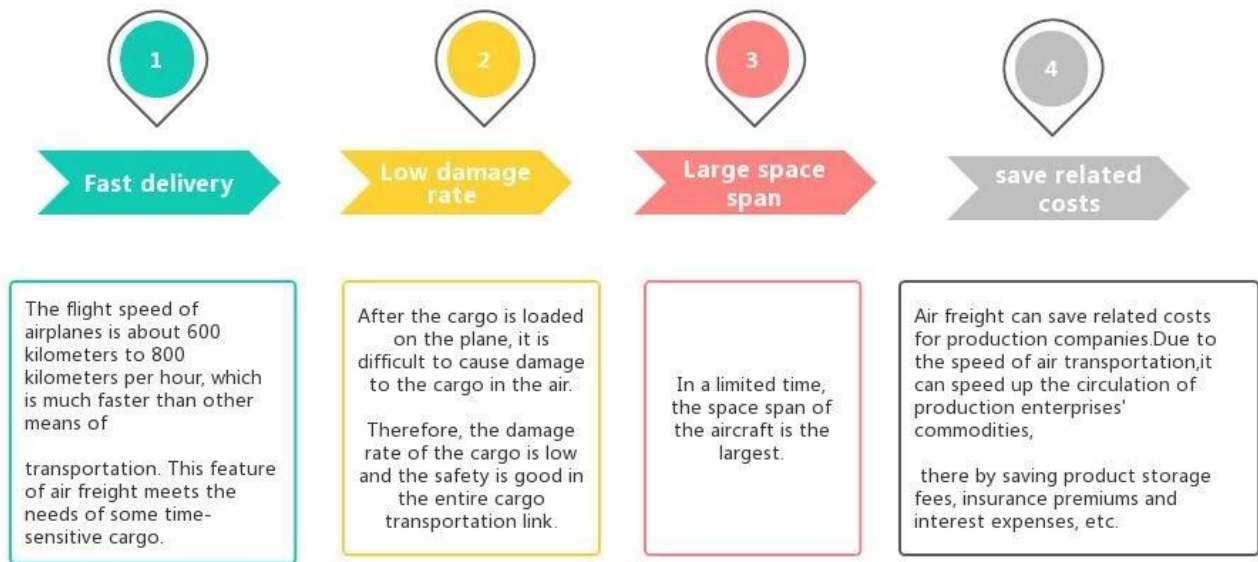 1
Fast delivery
The flight speed of
airplanes is about 600
kilometers to 800
kilometers per hour, which
is much faster than other
means of
transportation. This feature
of air freight meets the
needs of some time-
sensitive cargo.
2
Low damage
rate
After the cargo is loaded
on the plane, it is
difficult to cause damage
to the cargo in the air.
Therefore, the damage
rate of the cargo is low
and the safety is good in
the entire cargo
transportation link.
3
Large space
span
In a limited time,
the space span of
the aircraft is the
largest.
4
save related
costs
Air freight can save related costs
for production companies.Due to
the speed of air transportation,it
can speed up the circulation of
production enterprises'
commodities,
there by saving product storage
fees, insurance premiums and
interest expenses, etc.